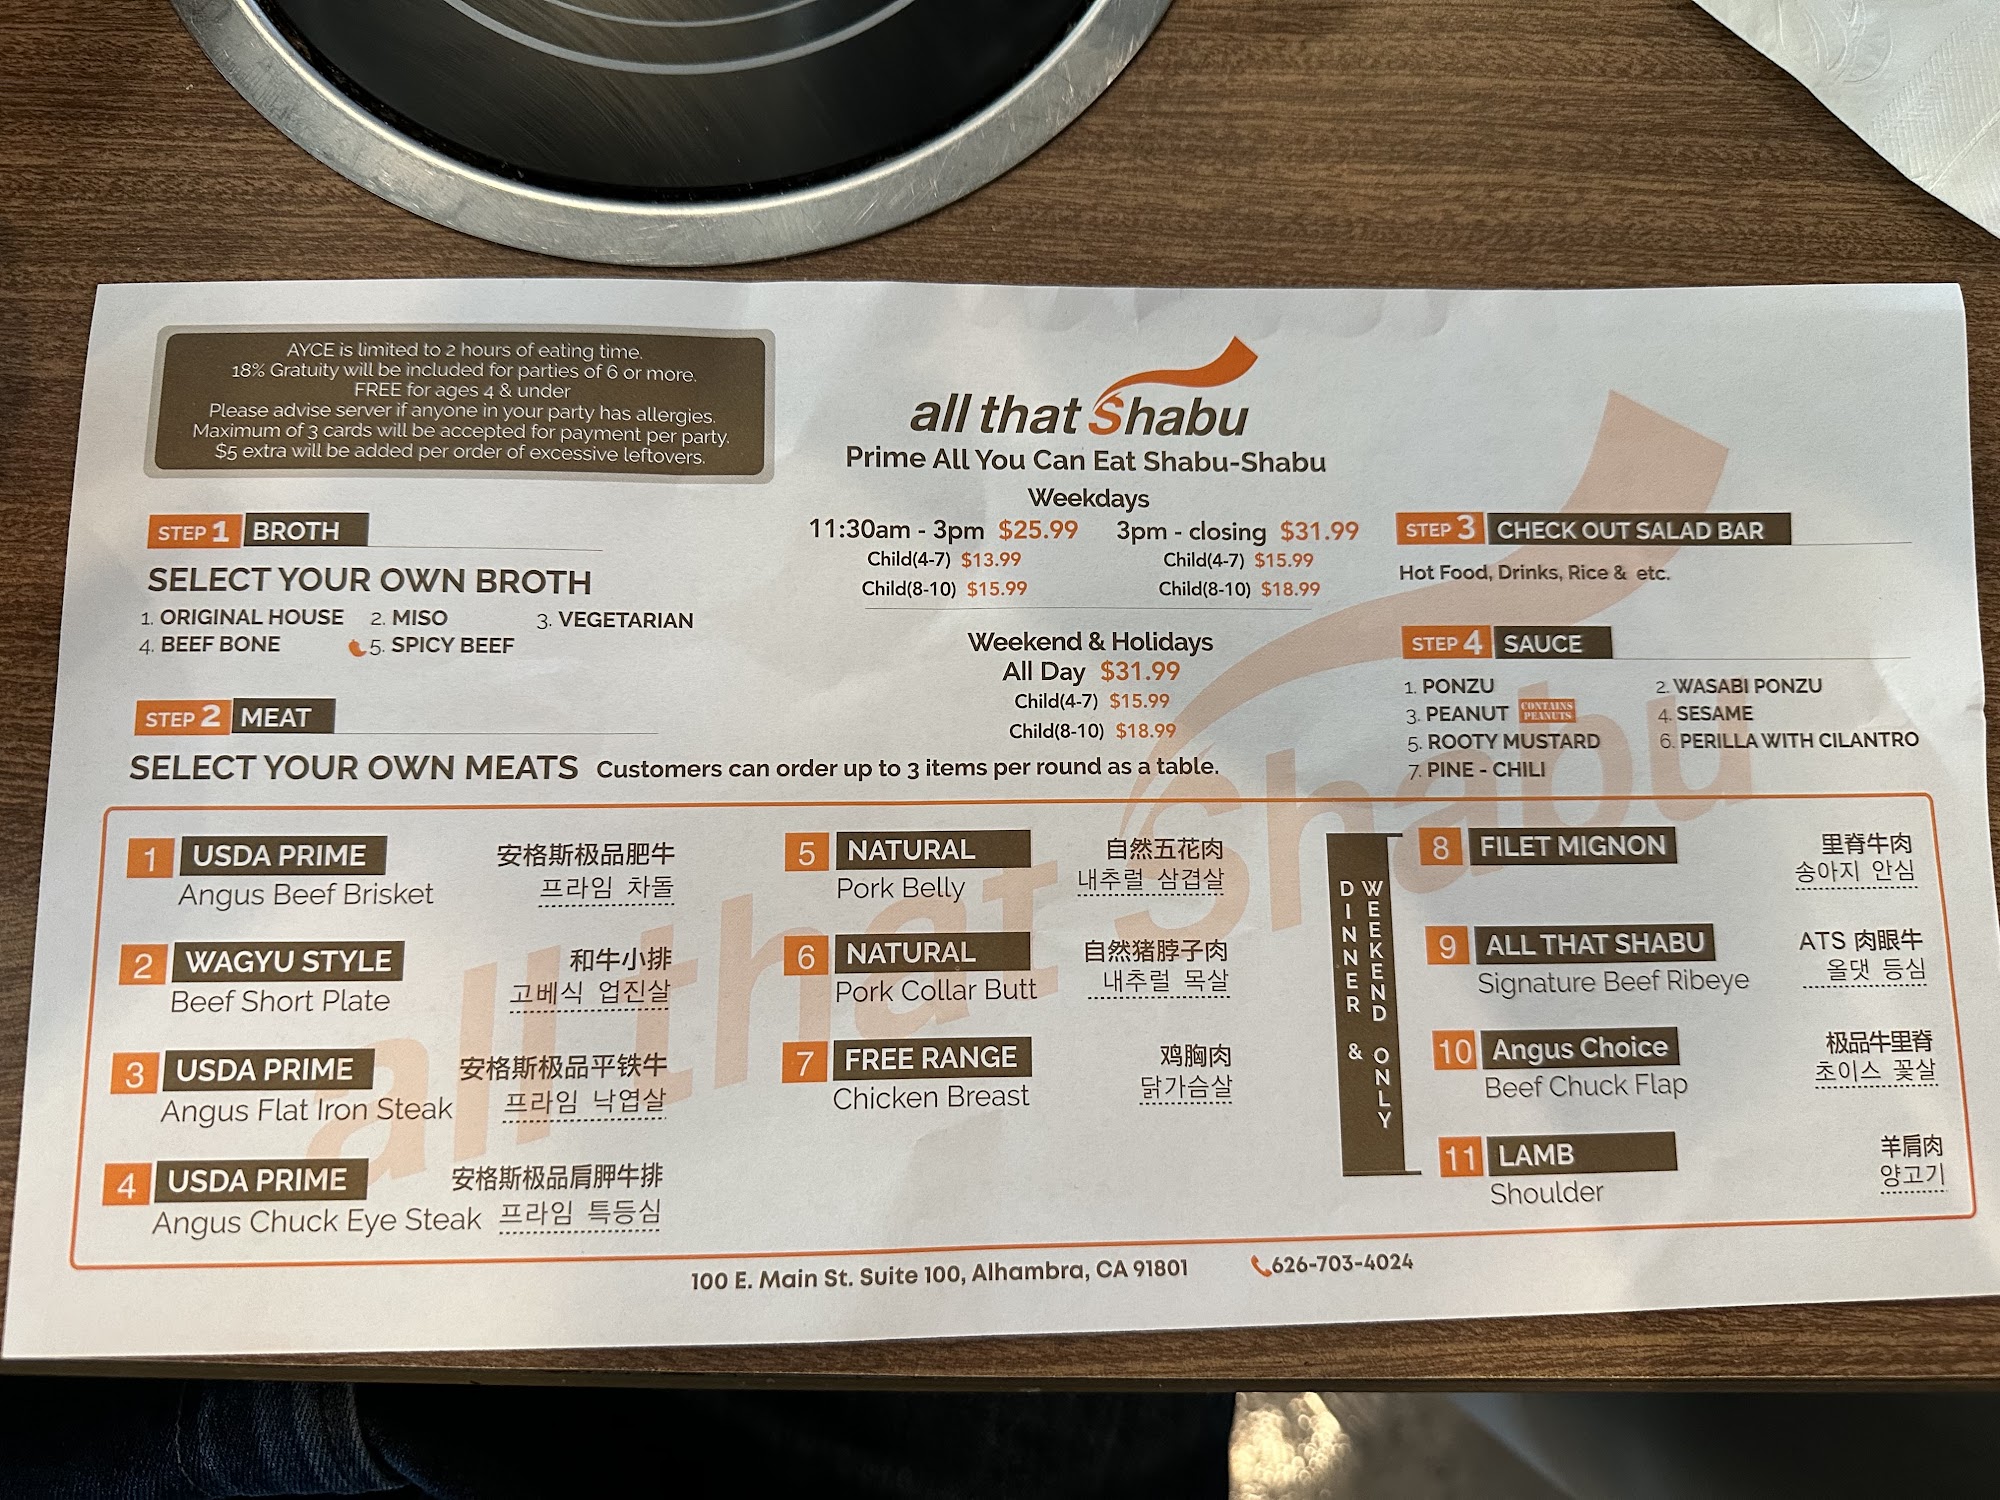 AYCE is limited to 2 hours of eating time.
18% Gratuity will be included for parties of 6 or more.
FREE for ages 4 & under
Please advise server if anyone in your party has allergies.
Maximum of 3 cards will be accepted for payment per party.
$5 extra will be added per order of excessive leftovers.
all that Shabu
Prime All You Can Eat Shabu-Shabu
Weekdays
11:30am - 3pm $25.99 3pm - closing $31.99
Child(4-7) $13.99 Child(4-7) $15.99
Child(8-10) $15.99 Child(8-10) $18.99
Weekend & Holidays
All Day $31.99
Child(4-7) $15.99
Child(8-10) $18.99
STEP 1 BROTH
SELECT YOUR OWN BROTH
1. ORIGINAL HOUSE 2. MISO 3. VEGETARIAN
4. BEEF BONE 5. SPICY BEEF
STEP 3 CHECK OUT SALAD BAR
Hot Food, Drinks, Rice & etc.
STEP 4 SAUCE
1. PONZU 2. WASABI PONZU
3. PEANUT CONTAINS PEANUTS 4. SESAME
5. ROOTY MUSTARD 6. PERILLA WITH CILANTRO
7. PINE - CHILI
STEP 2 MEAT
SELECT YOUR OWN MEATS Customers can order up to 3 items per round as a table.
1 USDA PRIME 安格斯极品肥牛
Angus Beef Brisket 프라임 차돌
2 WAGYU STYLE 和牛小排
Beef Short Plate 고베식 업진살
3 USDA PRIME 安格斯极品平铁牛
Angus Flat Iron Steak 프라임 낙엽살
4 USDA PRIME 安格斯极品肩胛牛排
Angus Chuck Eye Steak 프라임 특등심
5 NATURAL 自然五花肉
Pork Belly 내추럴 삼겹살
6 NATURAL 自然猪脖子肉
Pork Collar Butt 내추럴 목살
7 FREE RANGE 鸡胸肉
Chicken Breast 닭가슴살
DINNER &
WEEKEND ONLY
8 FILET MIGNON 里脊牛肉
송아지 안심
9 ALL THAT SHABU ATS 肉眼牛
Signature Beef Ribeye 올댓 등심
10 Angus Choice 极品牛里脊
Beef Chuck Flap 초이스 꽃살
11 LAMB 羊肩肉
Shoulder 양고기
all that Shabu
100 E. Main St. Suite 100, Alhambra, CA 91801 626-703-4024